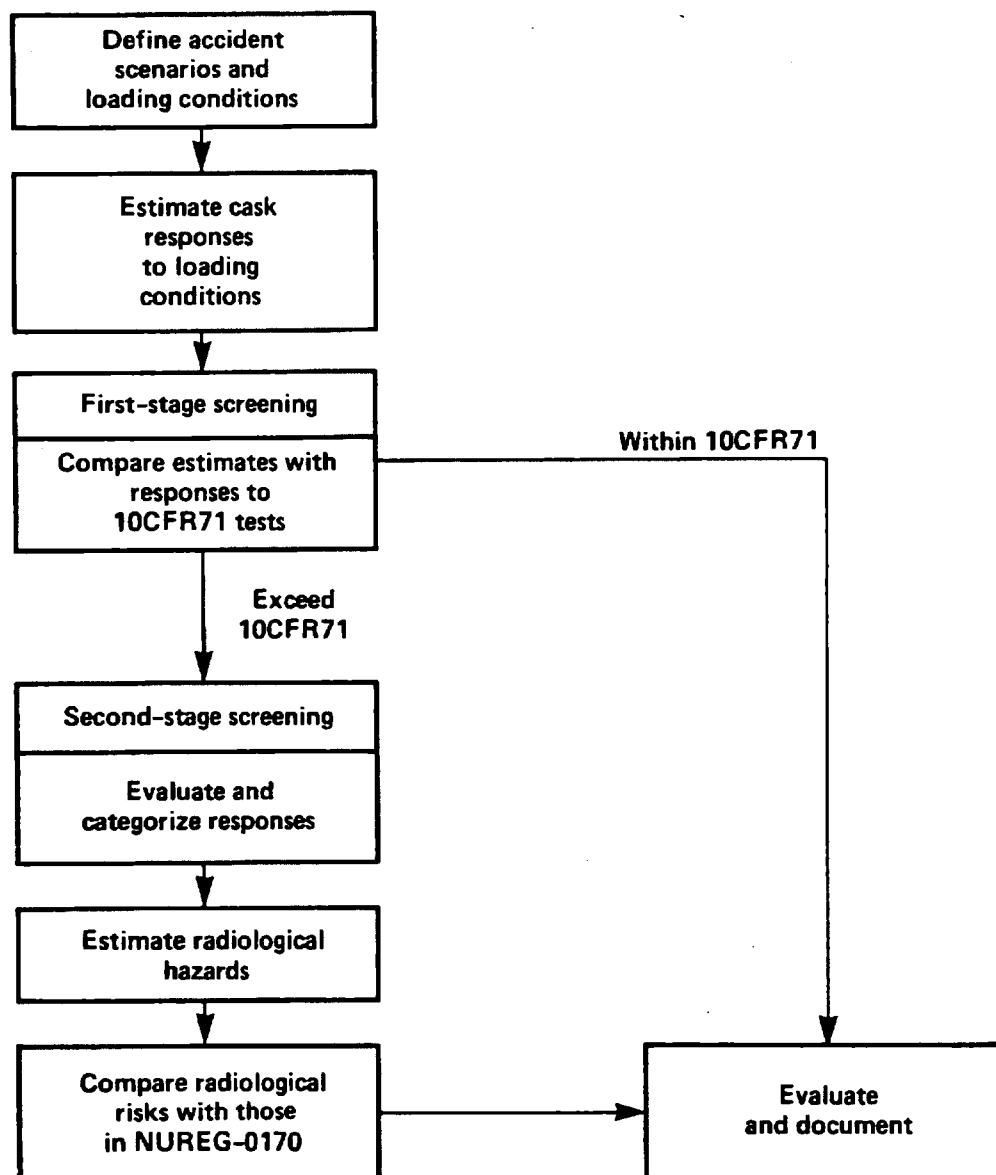 Define accident
scenarios and
loading conditions
Estimate cask
responses
to loading
conditions
First-stage screening
Within 10CFR71
Compare estimates with
responses to
10CFR71 tests
Exceed
10CFR71
Second-stage screening
Evaluate and
categorize responses
Estimate radiological
hazards
Compare radiological
risks with those
in NUREG-0170
Evaluate
and document